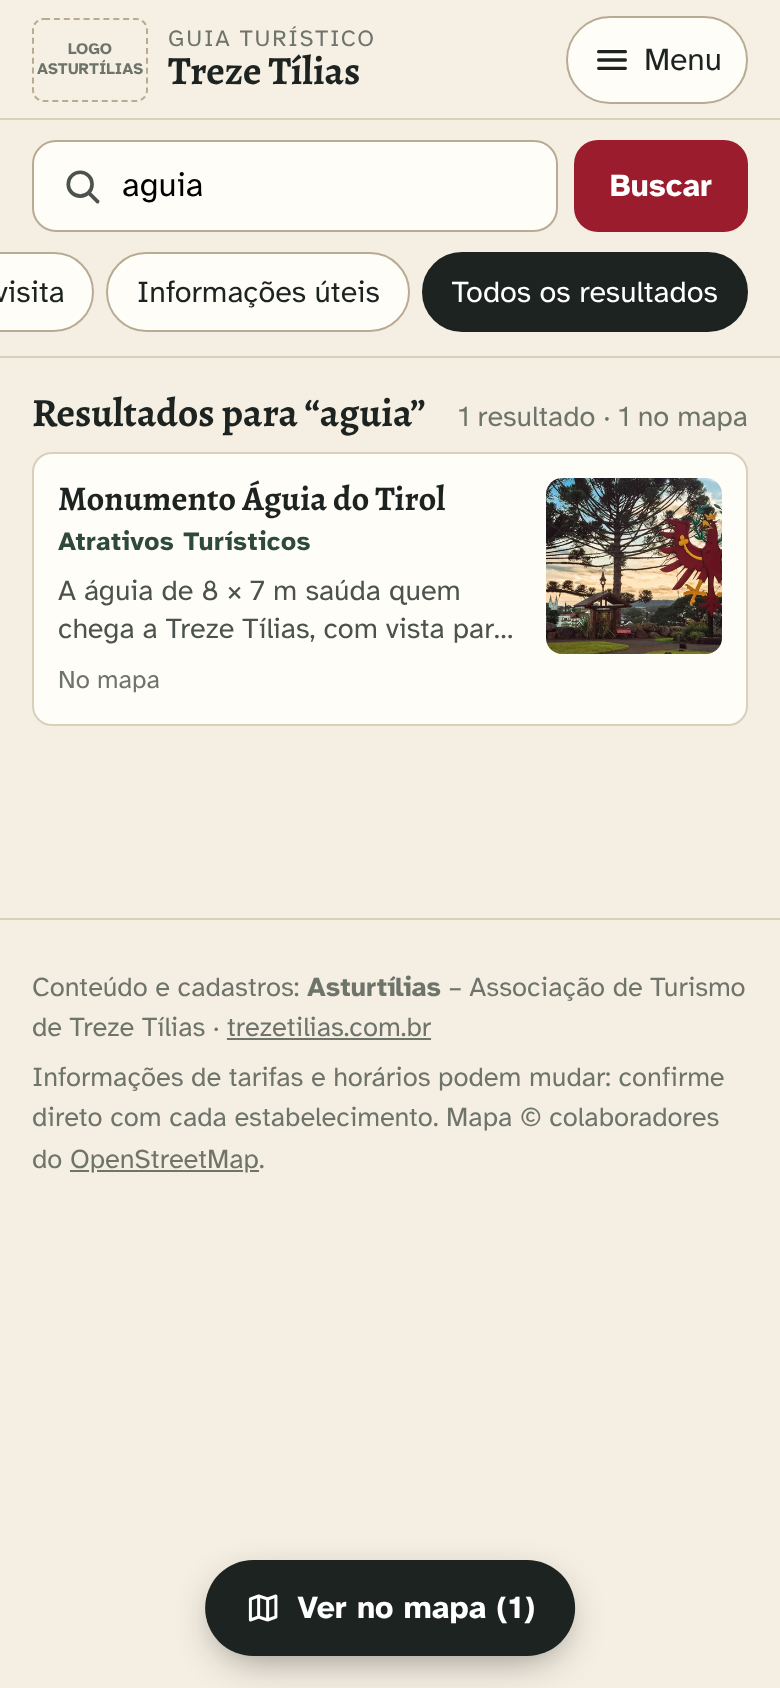 LOGO
ASTURTÍLIAS
GUIA TURÍSTICO
Treze Tílias
Menu
aguia
Buscar
visita
Informações úteis
Todos os resultados
Resultados para “aguia”
1 resultado · 1 no mapa
Monumento Águia do Tirol
Atrativos Turísticos
A águia de 8 × 7 m saúda quem
chega a Treze Tílias, com vista par...
No mapa
Conteúdo e cadastros: Asturtílias – Associação de Turismo
de Treze Tílias · trezetilias.com.br
Informações de tarifas e horários podem mudar: confirme
direto com cada estabelecimento. Mapa © colaboradores
do OpenStreetMap.
Ver no mapa (1)